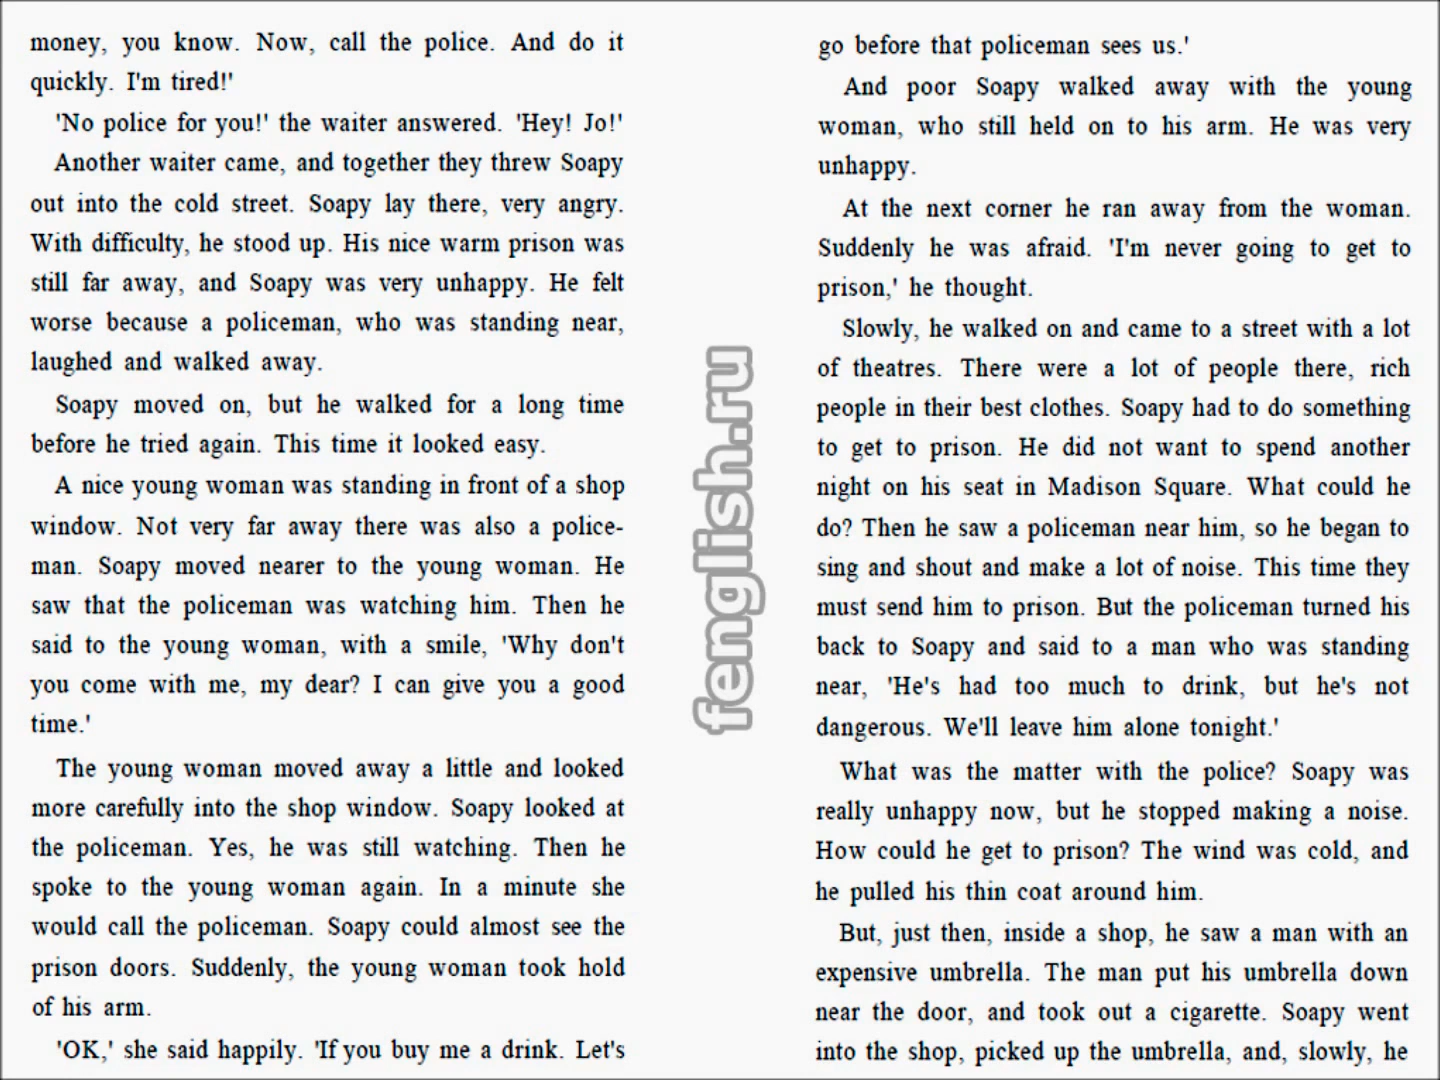 money, you know. Now, call the police. And do it
quickly. I'm tired!'
'No police for you!' the waiter answered. 'Hey! Jo!'
Another waiter came, and together they threw Soapy
out into the cold street. Soapy lay there, very angry.
With difficulty, he stood up. His nice warm prison was
still far away, and Soapy was very unhappy. He felt
worse because a policeman, who was standing near,
laughed and walked away.
Soapy moved on, but he walked for a long time
before he tried again. This time it looked easy.
A nice young woman was standing in front of a shop
window. Not very far away there was also a police-
man. Soapy moved nearer to the young woman. He
saw that the policeman was watching him. Then he
said to the young woman, with a smile, 'Why don't
you come with me, my dear? I can give you a good
time.'
The young woman moved away a little and looked
more carefully into the shop window. Soapy looked at
the policeman. Yes, he was still watching. Then he
spoke to the young woman again. In a minute she
would call the policeman. Soapy could almost see the
prison doors. Suddenly, the young woman took hold
of his arm.
'OK,' she said happily. 'If you buy me a drink. Let's
fenglish.ru
go before that policeman sees us.'
And poor Soapy walked away with the young
woman, who still held on to his arm. He was very
unhappy.
At the next corner he ran away from the woman.
Suddenly he was afraid. 'I'm never going to get to
prison,' he thought.
Slowly, he walked on and came to a street with a lot
of theatres. There were a lot of people there, rich
people in their best clothes. Soapy had to do something
to get to prison. He did not want to spend another
night on his seat in Madison Square. What could he
do? Then he saw a policeman near him, so he began to
sing and shout and make a lot of noise. This time they
must send him to prison. But the policeman turned his
back to Soapy and said to a man who was standing
near, 'He's had too much to drink, but he's not
dangerous. We'll leave him alone tonight.'
What was the matter with the police? Soapy was
really unhappy now, but he stopped making a noise.
How could he get to prison? The wind was cold, and
he pulled his thin coat around him.
But, just then, inside a shop, he saw a man with an
expensive umbrella. The man put his umbrella down
near the door, and took out a cigarette. Soapy went
into the shop, picked up the umbrella, and, slowly, he